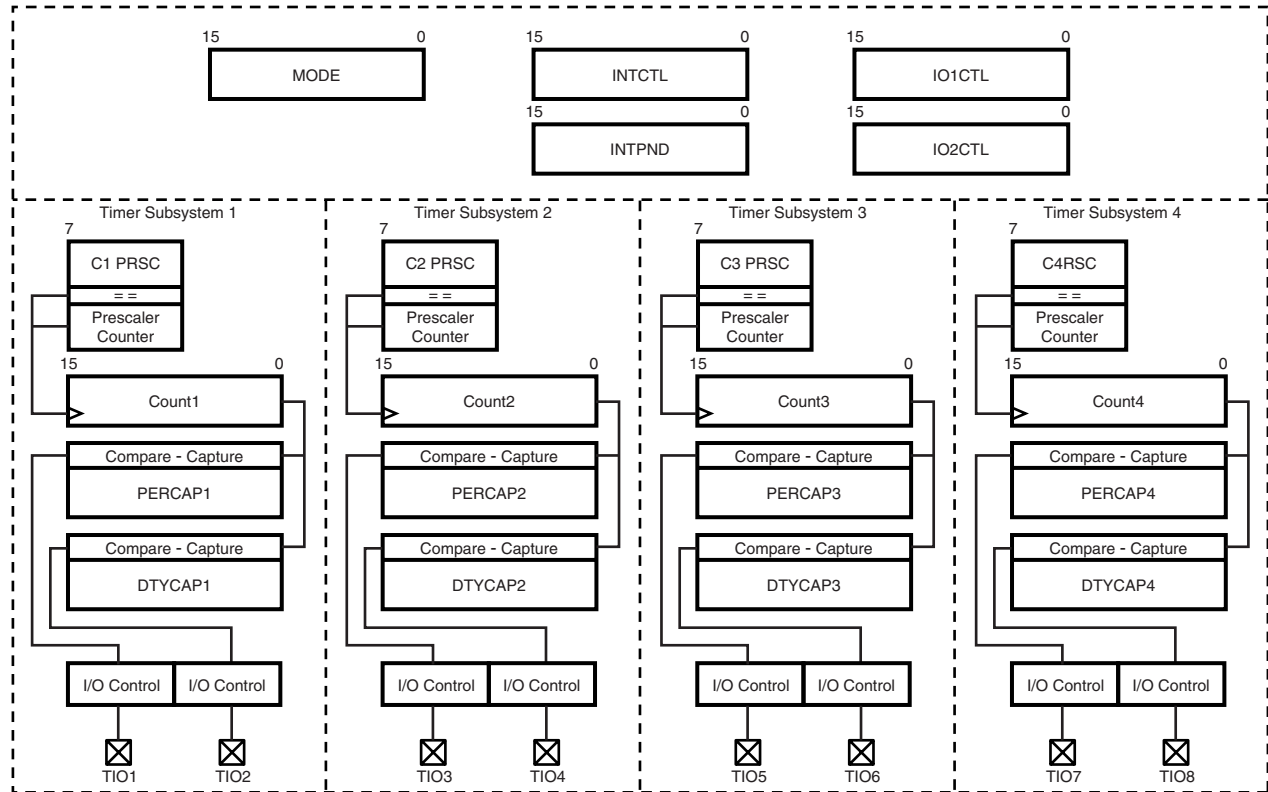 15 0 15 0 15 0
MODE INTCTL IO1CTL
15 0 15 0
INTPND IO2CTL
Timer Subsystem 1 Timer Subsystem 2 Timer Subsystem 3 Timer Subsystem 4
7 7 7 7
C1 PRSC C2 PRSC C3 PRSC C4RSC
= = = = = = = =
Prescaler Prescaler Prescaler Prescaler
Counter Counter Counter Counter
15 0 15 0 15 0 15 0
Count1 Count2 Count3 Count4
Compare - Capture Compare - Capture Compare - Capture Compare - Capture
PERCAP1 PERCAP2 PERCAP3 PERCAP4
Compare - Capture Compare - Capture Compare - Capture Compare - Capture
DTYCAP1 DTYCAP2 DTYCAP3 DTYCAP4
I/O Control I/O Control I/O Control I/O Control I/O Control I/O Control I/O Control I/O Control
TIO1 TIO2 TIO3 TIO4 TIO5 TIO6 TIO7 TIO8